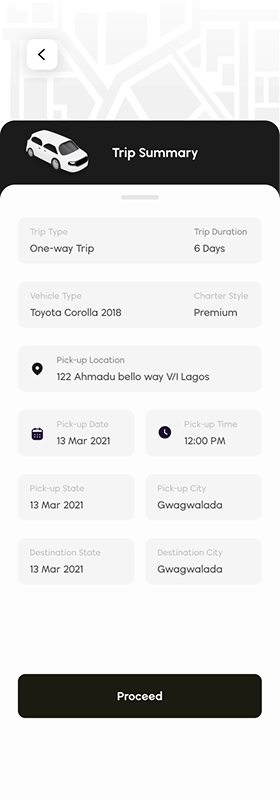 Trip Summary
Trip Type
Trip Duration
One-way Trip
6 Days
Vehicle Type
Charter Style
Toyota Corolla 2018
Premium
Pick-up Location
122 Ahmadu bello way V/I Lagos
Pick-up Date
Pick-up Time
13 Mar 2021
12:00 PM
Pick-up State
Pick-up City
13 Mar 2021
Gwagwalada
Destination State
Destination City
13 Mar 2021
Gwagwalada
Proceed